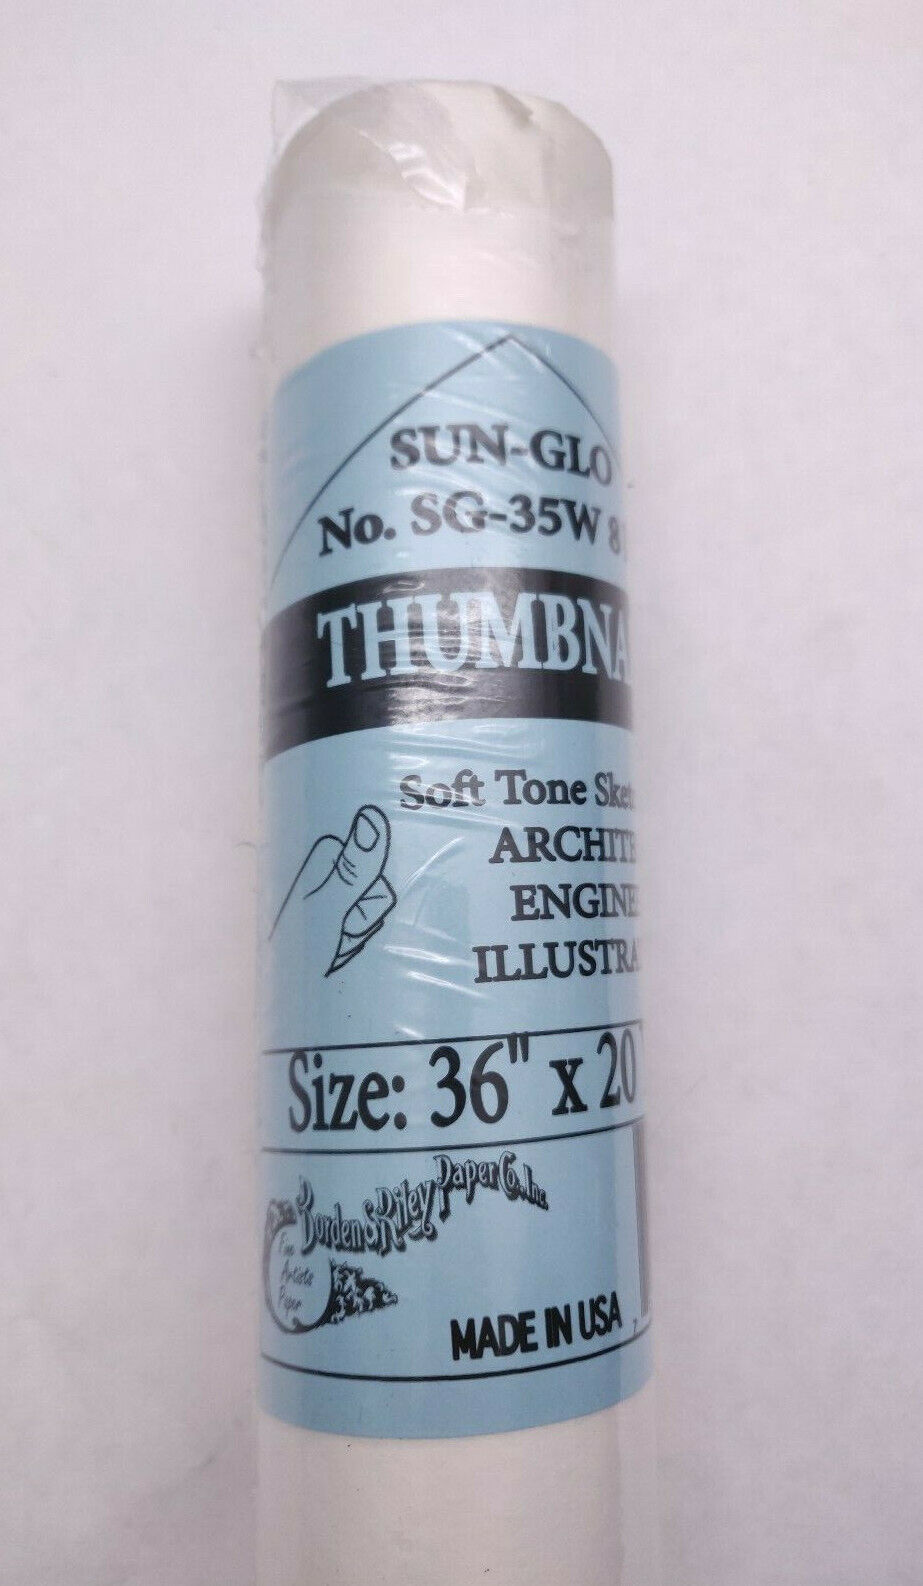 SUN-GLO
No. SG-35W 8
THUMBNA
Soft Tone Sket
ARCHITE
ENGINE
ILLUSTRA
Size: 36" x 20
Borden & Riley Paper Co., Inc.
Fine
Artists
Paper
MADE IN USA
7